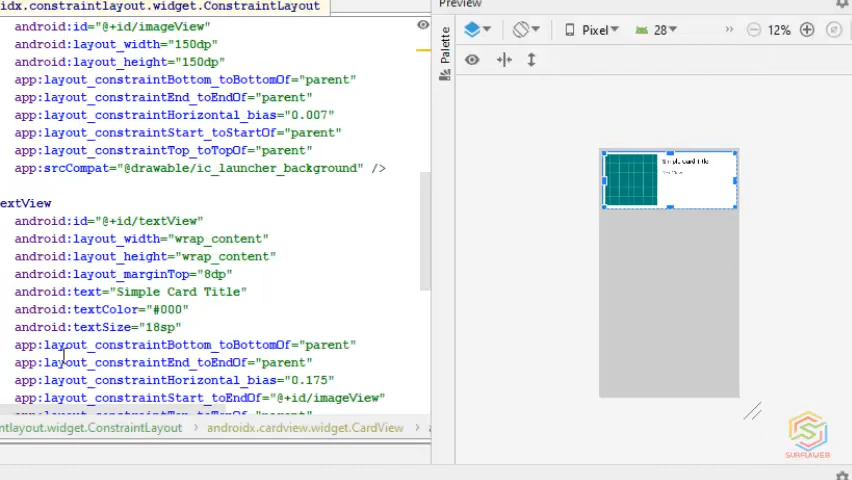 idx.constraintlayout.widget.ConstraintLayout
android:id="@+id/imageView"
android:layout_width="150dp"
android:layout_height="150dp"
app:layout_constraintBottom_toBottomOf="parent"
app:layout_constraintEnd_toEndOf="parent"
app:layout_constraintHorizontal_bias="0.007"
app:layout_constraintStart_toStartOf="parent"
app:layout_constraintTop_toTopOf="parent"
app:srcCompat="@drawable/ic_launcher_background" />
extView
android:id="@+id/textView"
android:layout_width="wrap_content"
android:layout_height="wrap_content"
android:layout_marginTop="8dp"
android:text="Simple Card Title"
android:textColor="#000"
android:textSize="18sp"
app:layout_constraintBottom_toBottomOf="parent"
app:layout_constraintEnd_toEndOf="parent"
app:layout_constraintHorizontal_bias="0.175"
app:layout_constraintStart_toEndOf="@+id/imageView"
app:layout_constraintTop_toTopOf="parent"
ntlayout.widget.ConstraintLayout > androidx.cardview.widget.CardView >
Preview
Palette
Pixel
28
»
12%
Simple Card Title
SURFLAWEB